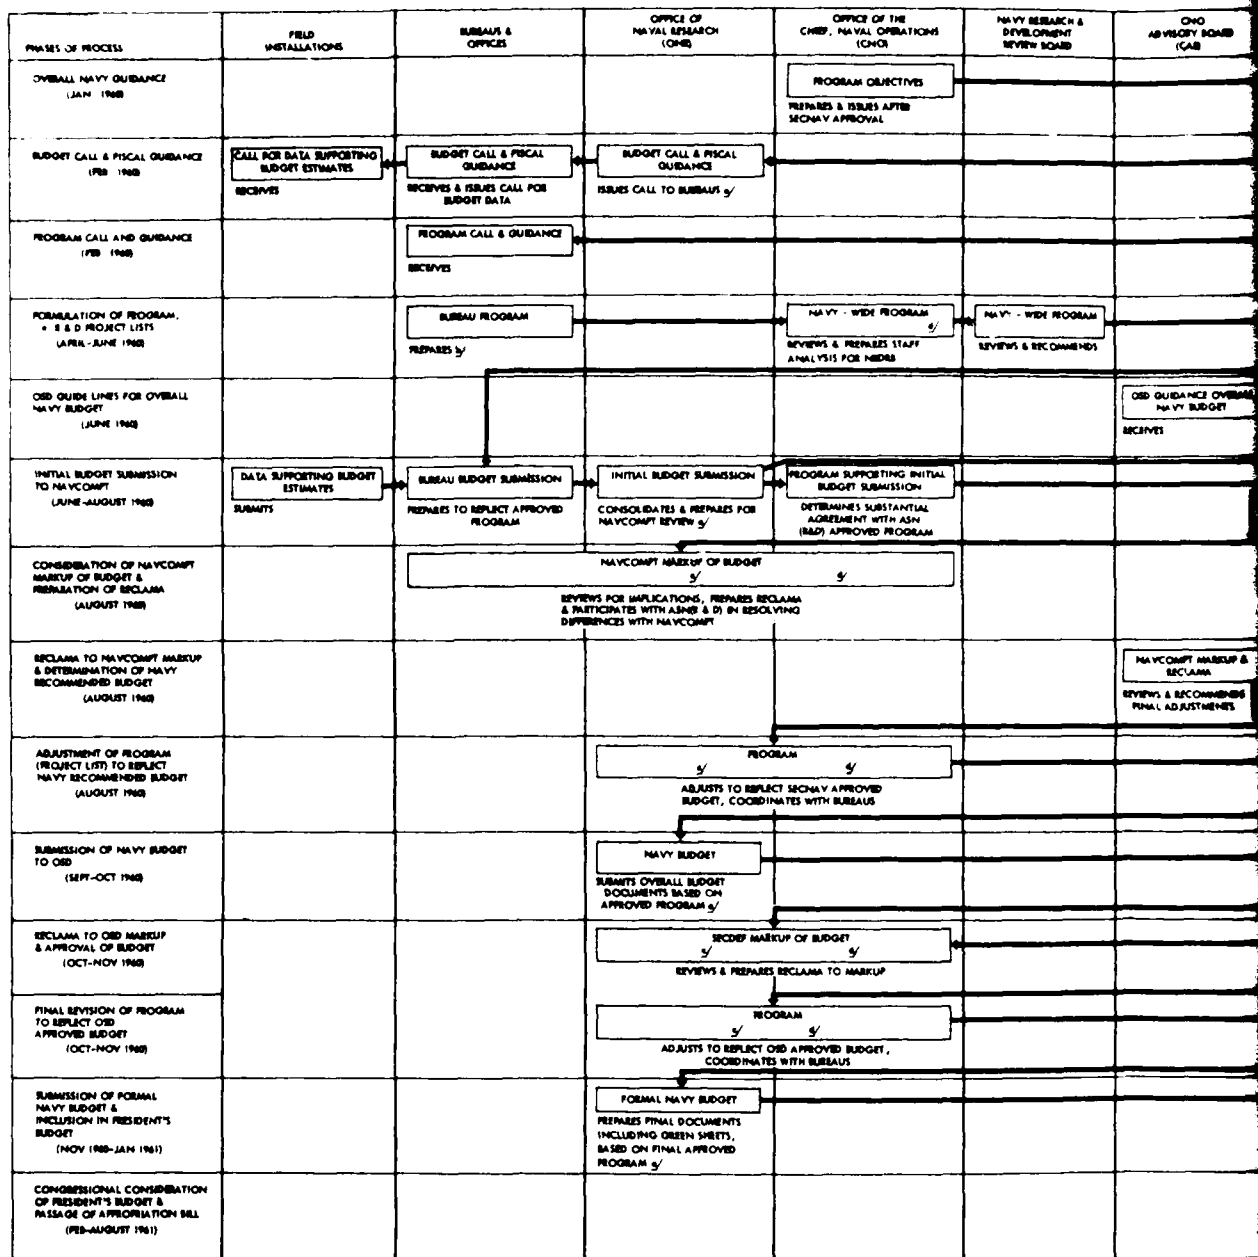 PHASES OF PROCESS
FIELD
INSTALLATIONS
BUREAUS &
OFFICES
OFFICE OF
NAVAL RESEARCH
(ONR)
OFFICE OF THE
CHIEF, NAVAL OPERATIONS
(CNO)
NAVY RESEARCH &
DEVELOPMENT
REVIEW BOARD
CNO
ADVISORY BOARD
(CAB)
OVERALL NAVY GUIDANCE
(JAN 1960)
PROGRAM OBJECTIVES
PREPARES & ISSUES AFTER
SECNAV APPROVAL
BUDGET CALL & FISCAL GUIDANCE
(FEB 1960)
CALL FOR DATA SUPPORTING
BUDGET ESTIMATES
RECEIVES
BUDGET CALL & FISCAL
GUIDANCE
RECEIVES & ISSUES CALL FOR
BUDGET DATA
BUDGET CALL & FISCAL
GUIDANCE
ISSUES CALL TO BUREAUS
PROGRAM CALL AND GUIDANCE
(FEB 1960)
PROGRAM CALL & GUIDANCE
RECEIVES
FORMULATION OF PROGRAM,
R & D PROJECT LISTS
(APRIL-JUNE 1960)
BUREAU PROGRAM
PREPARES b/
NAVY - WIDE PROGRAM
REVIEWS & PREPARES STAFF
ANALYSIS FOR NRDRB
NAVY - WIDE PROGRAM
REVIEWS & RECOMMENDS
OSD GUIDE LINES FOR OVERALL
NAVY BUDGET
(JUNE 1960)
OSD GUIDANCE OVERALL
NAVY BUDGET
RECEIVES
INITIAL BUDGET SUBMISSION
TO NAVCOMPT
(JUNE-AUGUST 1960)
DATA SUPPORTING BUDGET
ESTIMATES
SUBMITS
BUREAU BUDGET SUBMISSION
PREPARES TO REFLECT APPROVED
PROGRAM
INITIAL BUDGET SUBMISSION
CONSOLIDATES & PREPARES FOR
NAVCOMPT REVIEW
PROGRAM SUPPORTING INITIAL
BUDGET SUBMISSION
DETERMINES SUBSTANTIAL
AGREEMENT WITH ASN
(R&D) APPROVED PROGRAM
CONSIDERATION OF NAVCOMPT
MARKUP OF BUDGET &
PREPARATION OF RECLAMA
(AUGUST 1960)
NAVCOMPT MARKUP OF BUDGET
REVIEWS FOR IMPLICATIONS, PREPARES RECLAMA
& PARTICIPATES WITH ASN(R & D) IN RESOLVING
DIFFERENCES WITH NAVCOMPT
RECLAMA TO NAVCOMPT MARKUP
& DETERMINATION OF NAVY
RECOMMENDED BUDGET
(AUGUST 1960)
NAVCOMPT MARKUP &
RECLAMA
REVIEWS & RECOMMENDS
FINAL ADJUSTMENTS
ADJUSTMENT OF PROGRAM
(PROJECT LIST) TO REFLECT
NAVY RECOMMENDED BUDGET
(AUGUST 1960)
PROGRAM
ADJUSTS TO REFLECT SECNAV APPROVED
BUDGET, COORDINATES WITH BUREAUS
SUBMISSION OF NAVY BUDGET
TO OSD
(SEPT-OCT 1960)
NAVY BUDGET
SUBMITS OVERALL BUDGET
DOCUMENTS BASED ON
APPROVED PROGRAM
RECLAMA TO OSD MARKUP
& APPROVAL OF BUDGET
(OCT-NOV 1960)
SECDEF MARKUP OF BUDGET
REVIEWS & PREPARES RECLAMA TO MARKUP
FINAL REVISION OF PROGRAM
TO REFLECT OSD
APPROVED BUDGET
(OCT-NOV 1960)
PROGRAM
ADJUSTS TO REFLECT OSD APPROVED BUDGET,
COORDINATES WITH BUREAUS
SUBMISSION OF FORMAL
NAVY BUDGET &
INCLUSION IN PRESIDENT'S
BUDGET
(NOV 1960-JAN 1961)
FORMAL NAVY BUDGET
PREPARES FINAL DOCUMENTS
INCLUDING GREEN SHEETS,
BASED ON FINAL APPROVED
PROGRAM
CONGRESSIONAL CONSIDERATION
OF PRESIDENT'S BUDGET &
PASSAGE OF APPROPRIATION BILL
(FEB-AUGUST 1961)